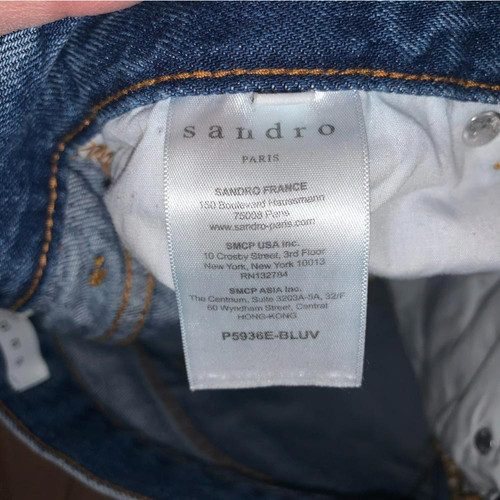 sandro
PARIS
SANDRO FRANCE
150 Boulevard Haussmann
75008 Paris
www.sandro-paris.com
SMCP USA Inc.
10 Crosby Street, 3rd Floor
New York, New York 10013
RN132784
SMCP ASIA Inc.
The Centrium, Suite 3203A-5A, 32/F
60 Wyndham Street, Central
HONG-KONG
P5936E-BLUV